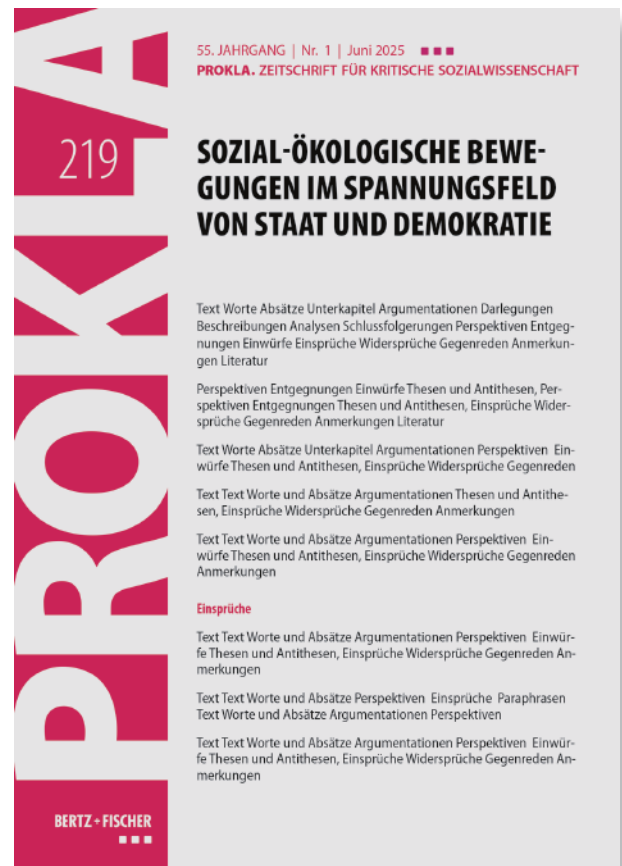 PROKLA
219
55. JAHRGANG | Nr. 1 | Juni 2025
PROKLA. ZEITSCHRIFT FÜR KRITISCHE SOZIALWISSENSCHAFT
SOZIAL-ÖKOLOGISCHE BEWE-
GUNGEN IM SPANNUNGSFELD
VON STAAT UND DEMOKRATIE
Text Worte Absätze Unterkapitel Argumentationen Darlegungen
Beschreibungen Analysen Schlussfolgerungen Perspektiven Entgeg-
nungen Einwürfe Einsprüche Widersprüche Gegenreden Anmerkun-
gen Literatur
Perspektiven Entgegnungen Einwürfe Thesen und Antithesen, Per-
spektiven Entgegnungen Thesen und Antithesen, Einsprüche Wider-
sprüche Gegenreden Anmerkungen Literatur
Text Worte Absätze Unterkapitel Argumentationen Perspektiven Ein-
würfe Thesen und Antithesen, Einsprüche Widersprüche Gegenreden
Text Text Worte und Absätze Argumentationen Thesen und Antithe-
sen, Einsprüche Widersprüche Gegenreden Anmerkungen
Text Text Worte und Absätze Argumentationen Perspektiven Ein-
würfe Thesen und Antithesen, Einsprüche Widersprüche Gegenreden
Anmerkungen
Einsprüche
Text Text Worte und Absätze Argumentationen Perspektiven Einwür-
fe Thesen und Antithesen, Einsprüche Widersprüche Gegenreden An-
merkungen
Text Text Worte und Absätze Perspektiven Einsprüche Paraphrasen
Text Worte und Absätze Argumentationen Perspektiven
Text Text Worte und Absätze Argumentationen Perspektiven Einwür-
fe Thesen und Antithesen, Einsprüche Widersprüche Gegenreden An-
merkungen
BERTZ + FISCHER